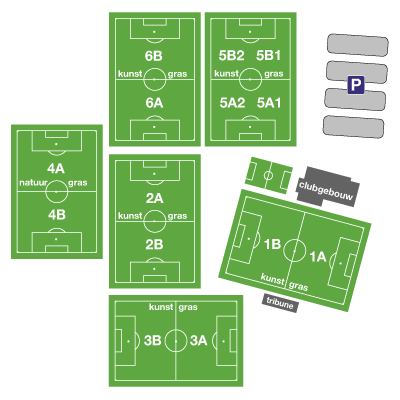 6B
kunst gras
6A
5B2 5B1
kunst gras
5A2 5A1
P
4A
natuur gras
4B
2A
kunst gras
2B
clubgebouw
1B
1A
kunst gras
tribune
kunst gras
3B 3A